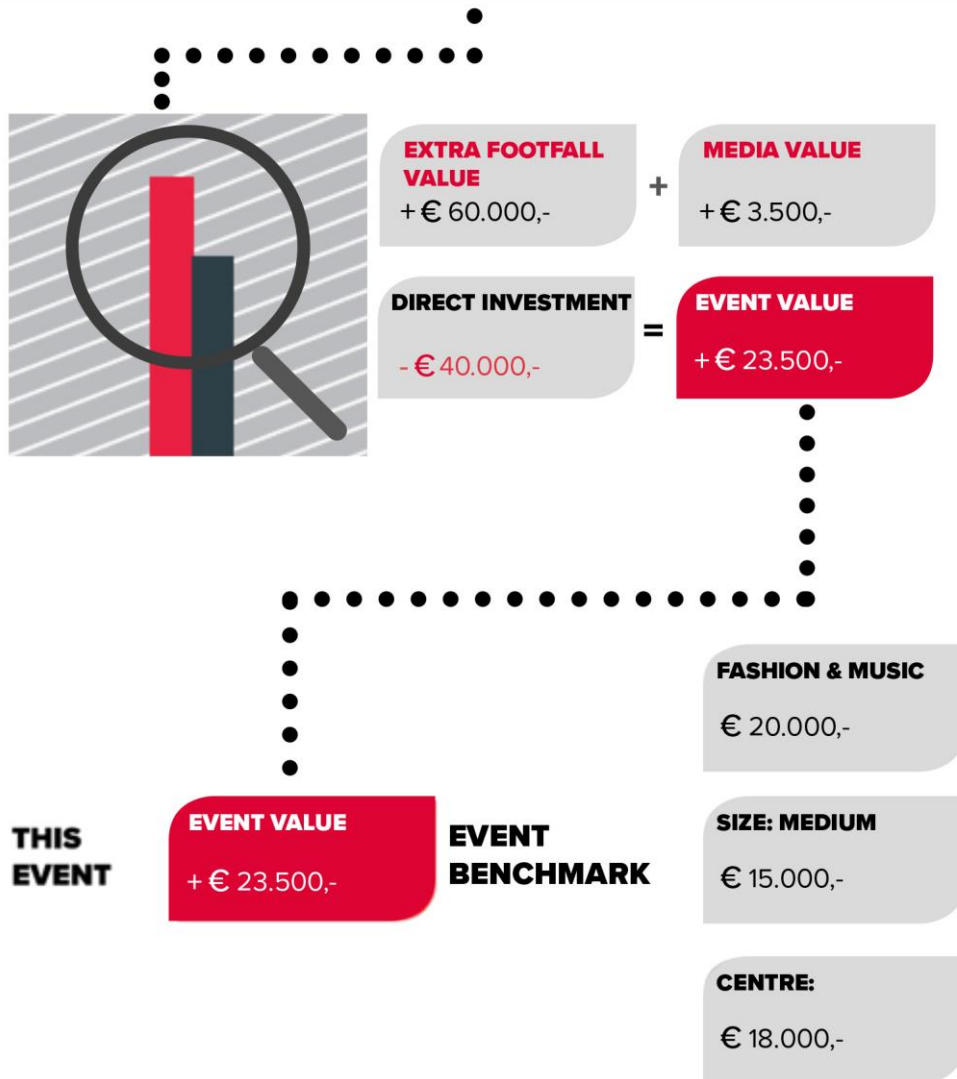 EXTRA FOOTFALL
VALUE
+ € 60.000,-
+
MEDIA VALUE
+ € 3.500,-
DIRECT INVESTMENT
- € 40.000,-
=
EVENT VALUE
+ € 23.500,-
THIS
EVENT
EVENT VALUE
+ € 23.500,-
EVENT
BENCHMARK
FASHION & MUSIC
€ 20.000,-
SIZE: MEDIUM
€ 15.000,-
CENTRE:
€ 18.000,-